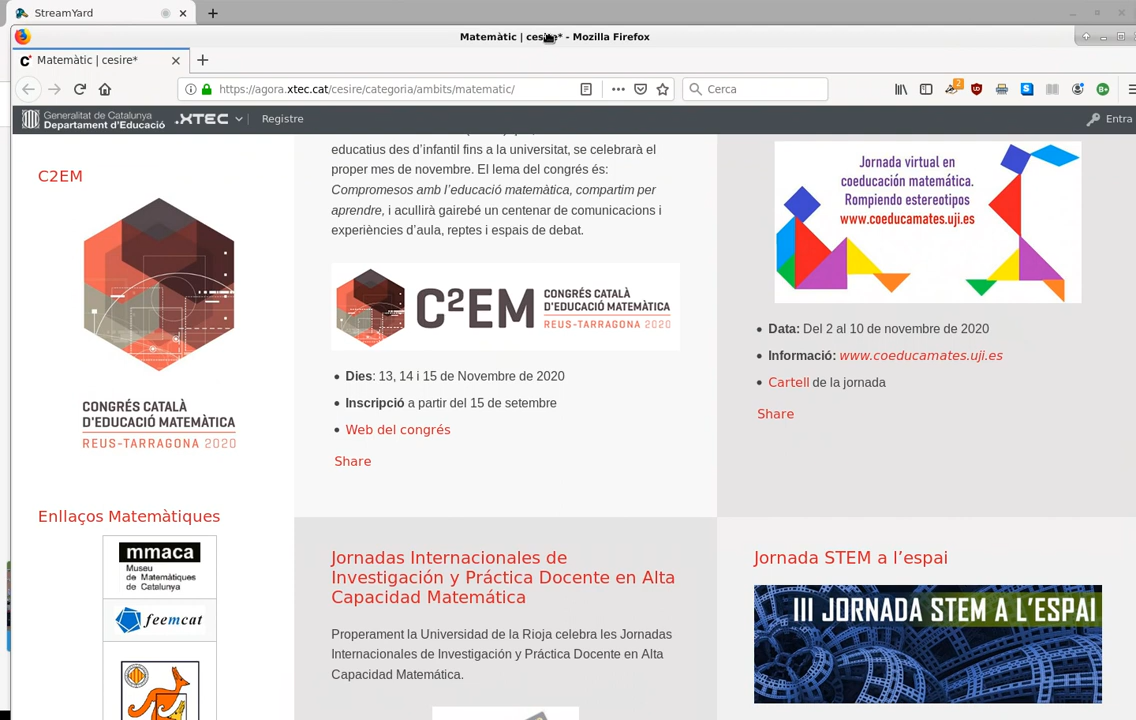 StreamYard
Matemàtic | cesire* - Mozilla Firefox
Matemàtic | cesire*
https://agora.xtec.cat/cesire/categoria/ambits/matematic/
Cerca
2
Generalitat de Catalunya
Departament d'Educació
.XTEC
Registre
Entra
C2EM
CONGRÉS CATALÀ
D'EDUCACIÓ MATEMÀTICA
REUS-TARRAGONA 2020
Enllaços Matemàtiques
mmaca
Museu
de Matemàtiques
de Catalunya
feemcat
educatius des d'infantil fins a la universitat, se celebrarà el
proper mes de novembre. El lema del congrés és:
Compromesos amb l'educació matemàtica, compartim per
aprendre, i acullirà gairebé un centenar de comunicacions i
experiències d'aula, reptes i espais de debat.
C²EM
CONGRÉS CATALÀ
D'EDUCACIÓ MATEMÀTICA
REUS-TARRAGONA 2020
• Dies: 13, 14 i 15 de Novembre de 2020
• Inscripció a partir del 15 de setembre
• Web del congrés
Share
Jornada virtual en
coeducación matemática.
Rompiendo estereotipos
www.coeducamates.uji.es
• Data: Del 2 al 10 de novembre de 2020
• Informació: www.coeducamates.uji.es
• Cartell de la jornada
Share
Jornadas Internacionales de
Investigación y Práctica Docente en Alta
Capacidad Matemática
Properament la Universidad de la Rioja celebra les Jornadas
Internacionales de Investigación y Práctica Docente en Alta
Capacidad Matemática.
Jornada STEM a l'espai
III JORNADA STEM A L'ESPAI